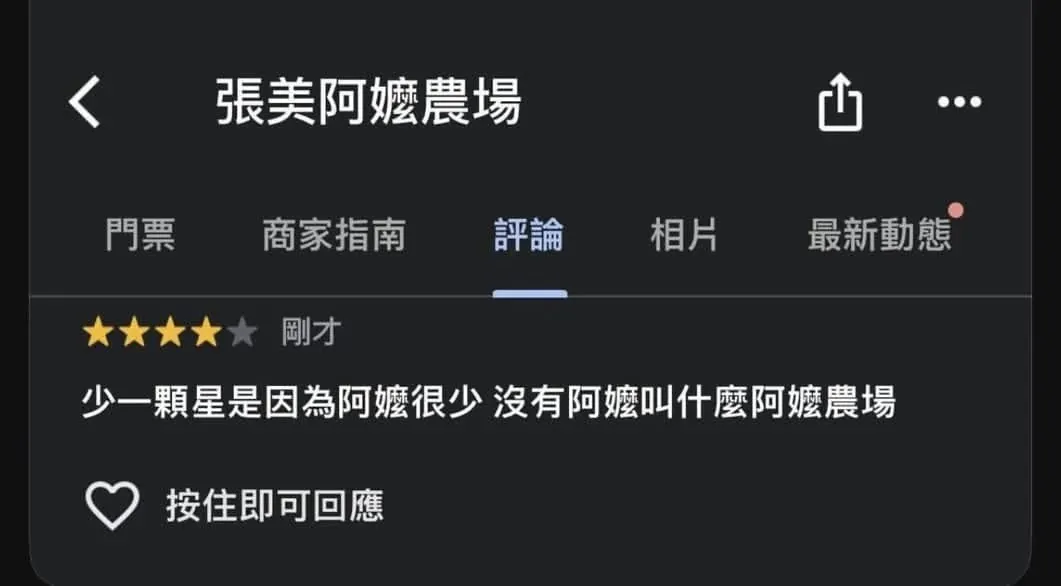 張美阿嬤農場
門票 商家指南 評論 相片 最新動態
剛才
少一顆星是因為阿嬤很少 沒有阿嬤叫什麼阿嬤農場
按住即可回應